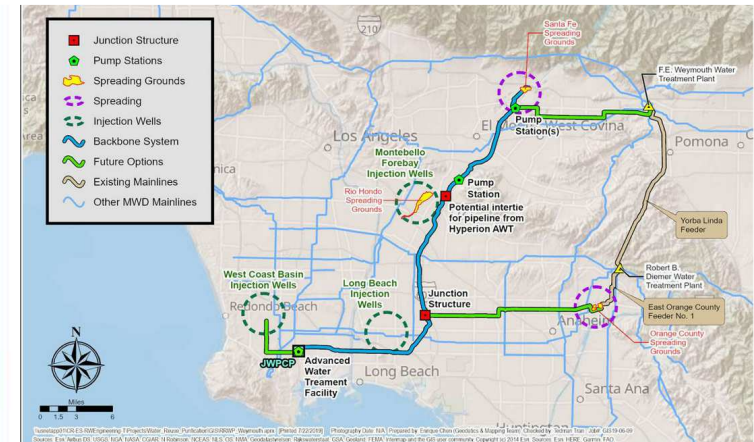 Junction Structure
Pump Stations
Spreading Grounds
Spreading
Injection Wells
Backbone System
Future Options
Existing Mainlines
Other MWD Mainlines
210
Santa Fe
Spreading
Grounds
F.E. Weymouth Water
Treatment Plant
Los Angeles
El
West Covina
Pomona
Pump
Station(s)
Montebello
Forebay
Injection Wells
Rio Hondo
Spreading
Grounds
Pump
Station
Potential intertie
for pipeline from
Hyperion AWT
Yorba Linda
Feeder
Robert B.
Diemer Water
Treatment Plant
West Coast Basin
Injection Wells
Redondo Beach
Long Beach
Injection
Wells
Junction
Structure
East Orange County
Feeder No. 1
Anaheim
Orange County
Spreading
Grounds
JWPCP
Advanced
Water
Treament
Facility
Long Beach
Santa Ana
N
Miles
0 1.5 3 6